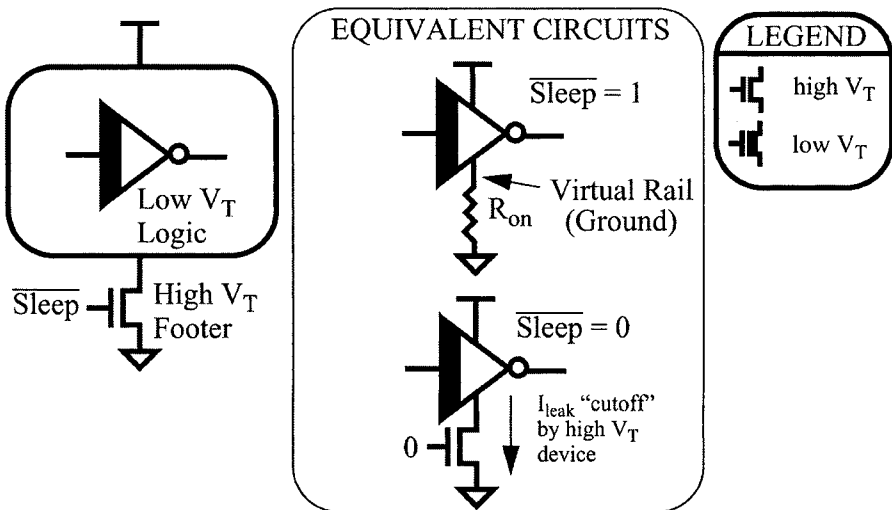 Low V_T
Logic
Sleep
High V_T
Footer
EQUIVALENT CIRCUITS
Sleep = 1
Virtual Rail
(Ground)
R_on
Sleep = 0
0
I_leak “cutoff”
by high V_T
device
LEGEND
high V_T
low V_T